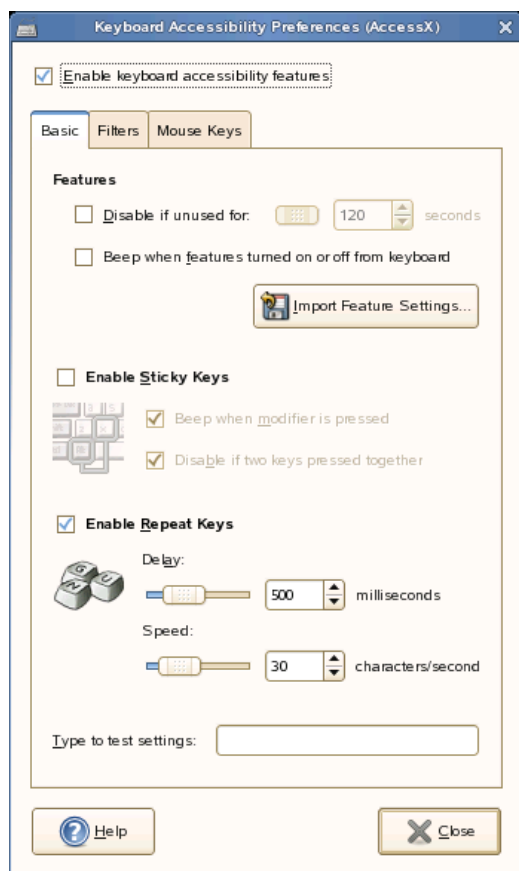 Keyboard Accessibility Preferences (AccessX)
Enable keyboard accessibility features
Basic Filters Mouse Keys
Features
Disable if unused for: 120 seconds
Beep when features turned on or off from keyboard
Import Feature Settings...
Enable Sticky Keys
Beep when modifier is pressed
Disable if two keys pressed together
Enable Repeat Keys
G N U
Delay:
500 milliseconds
Speed:
30 characters/second
Type to test settings:
Help Close